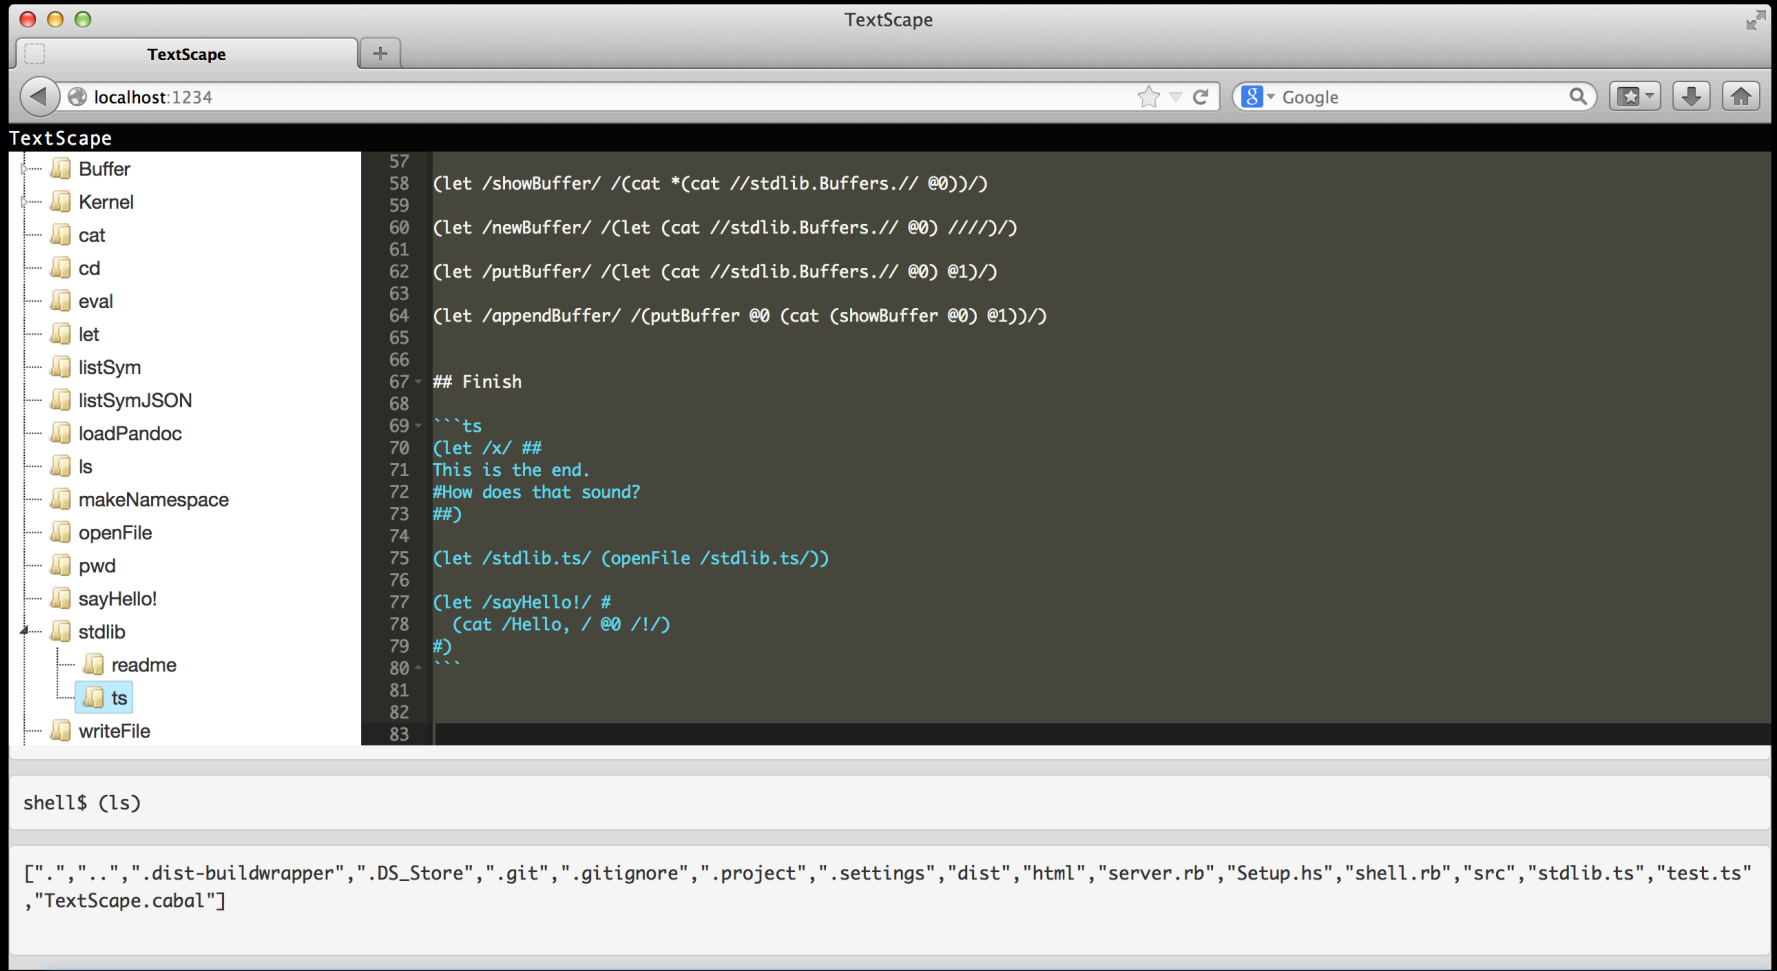 TextScape
TextScape
localhost:1234
Google
TextScape
Buffer
Kernel
cat
cd
eval
let
listSym
listSymJSON
loadPandoc
ls
makeNamespace
openFile
pwd
sayHello!
stdlib
readme
ts
writeFile
57
58 (let /showBuffer/ /(cat *(cat //stdlib.Buffers.// @0))/)
59
60 (let /newBuffer/ /(let (cat //stdlib.Buffers.// @0) ////)/)
61
62 (let /putBuffer/ /(let (cat //stdlib.Buffers.// @0) @1)/)
63
64 (let /appendBuffer/ /(putBuffer @0 (cat (showBuffer @0) @1))/)
65
66
67 ## Finish
68
69 ```ts
70 (let /x/ ##
71 This is the end.
72 #How does that sound?
73 ##)
74
75 (let /stdlib.ts/ (openFile /stdlib.ts/))
76
77 (let /sayHello!/ #
78 (cat /Hello, / @0 /!/)
79 #)
80 ```
81
82
83
shell$ (ls)
[".","..",".dist-buildwrapper",".DS_Store",".git",".gitignore",".project",".settings","dist","html","server.rb","Setup.hs","shell.rb","src","stdlib.ts","test.ts"
,"TextScape.cabal"]